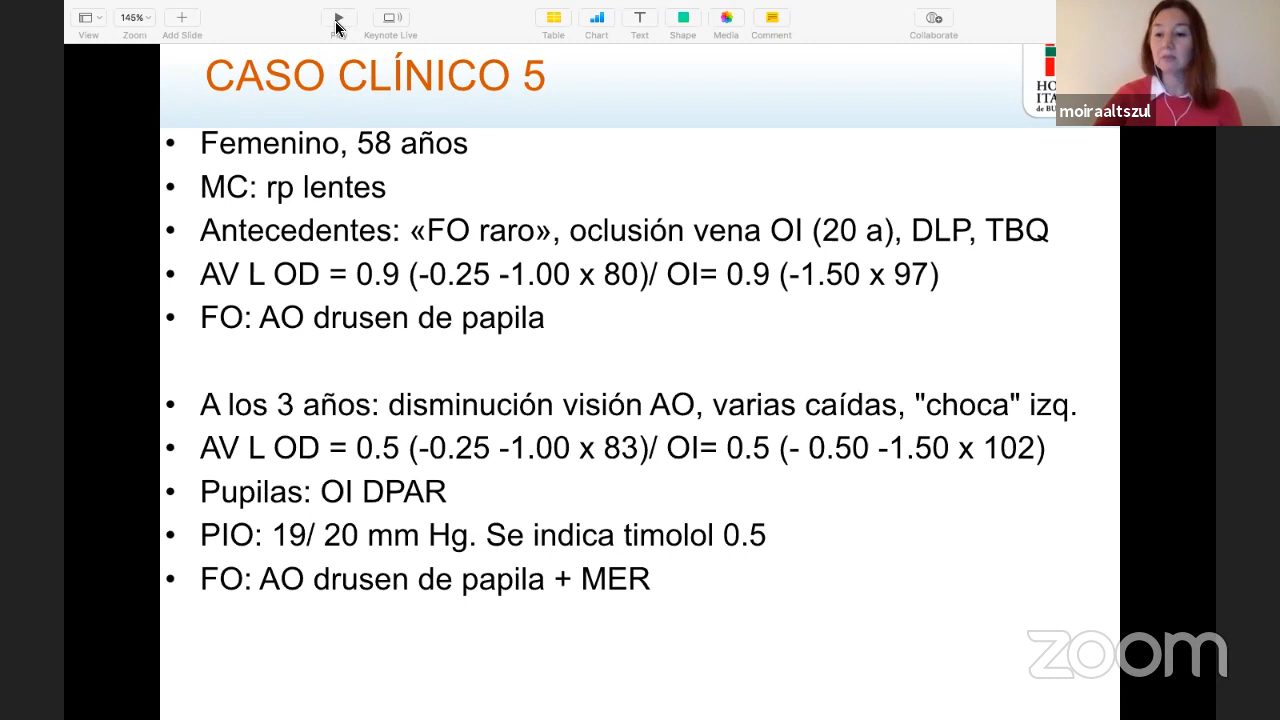 145%
View
Zoom
Add Slide
Play
Keynote Live
Table
Chart
Text
Shape
Media
Comment
Collaborate
T
CASO CLÍNICO 5
HO
ITA
de BU
moiraaltszul
• Femenino, 58 años
• MC: rp lentes
• Antecedentes: «FO raro», oclusión vena OI (20 a), DLP, TBQ
• AV L OD = 0.9 (-0.25 -1.00 x 80)/ OI= 0.9 (-1.50 x 97)
• FO: AO drusen de papila
• A los 3 años: disminución visión AO, varias caídas, "choca" izq.
• AV L OD = 0.5 (-0.25 -1.00 x 83)/ OI= 0.5 (- 0.50 -1.50 x 102)
• Pupilas: OI DPAR
• PIO: 19/ 20 mm Hg. Se indica timolol 0.5
• FO: AO drusen de papila + MER
zoom